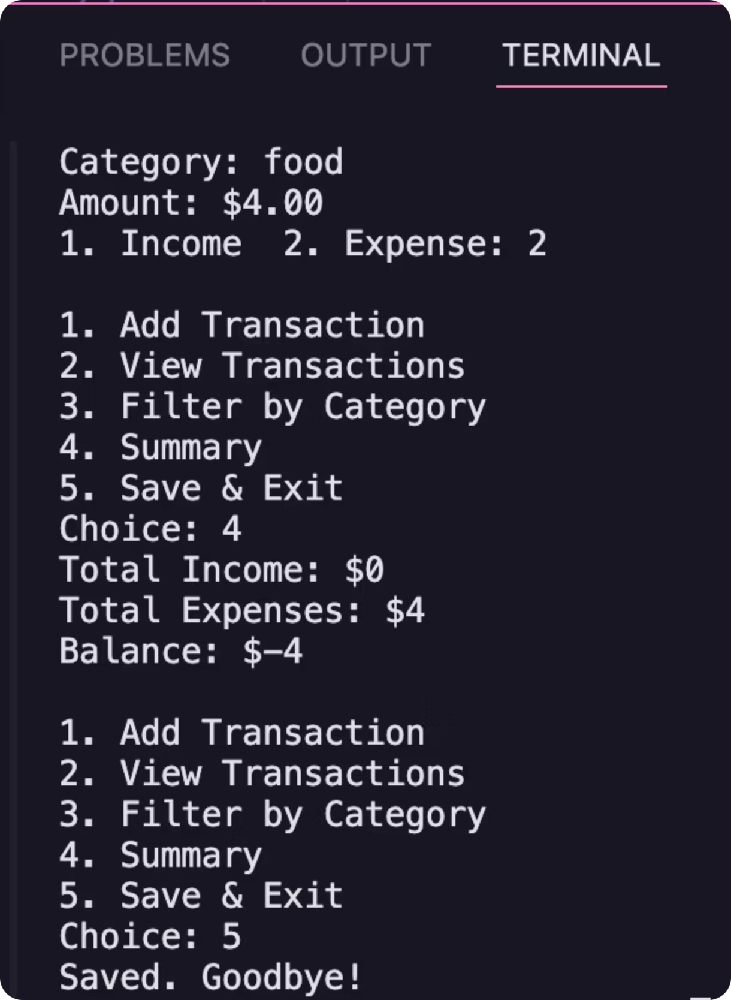 PROBLEMS OUTPUT TERMINAL
Category: food
Amount: $4.00
1. Income  2. Expense: 2
1. Add Transaction
2. View Transactions
3. Filter by Category
4. Summary
5. Save & Exit
Choice: 4
Total Income: $0
Total Expenses: $4
Balance: $-4
1. Add Transaction
2. View Transactions
3. Filter by Category
4. Summary
5. Save & Exit
Choice: 5
Saved. Goodbye!